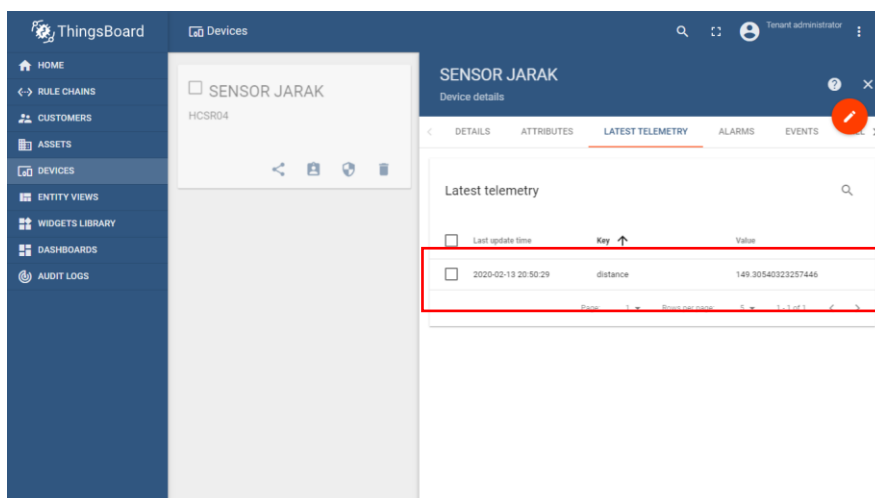 ThingsBoard
HOME
RULE CHAINS
CUSTOMERS
ASSETS
DEVICES
ENTITY VIEWS
WIDGETS LIBRARY
DASHBOARDS
AUDIT LOGS
Devices
Tenant administrator
SENSOR JARAK
HCSR04
SENSOR JARAK
Device details
DETAILS ATTRIBUTES LATEST TELEMETRY ALARMS EVENTS
Latest telemetry
Last update time Key Value
2020-02-13 20:50:29 distance 149.30540323257446
Page: 1 Rows per page: 5 1 - 1 of 1